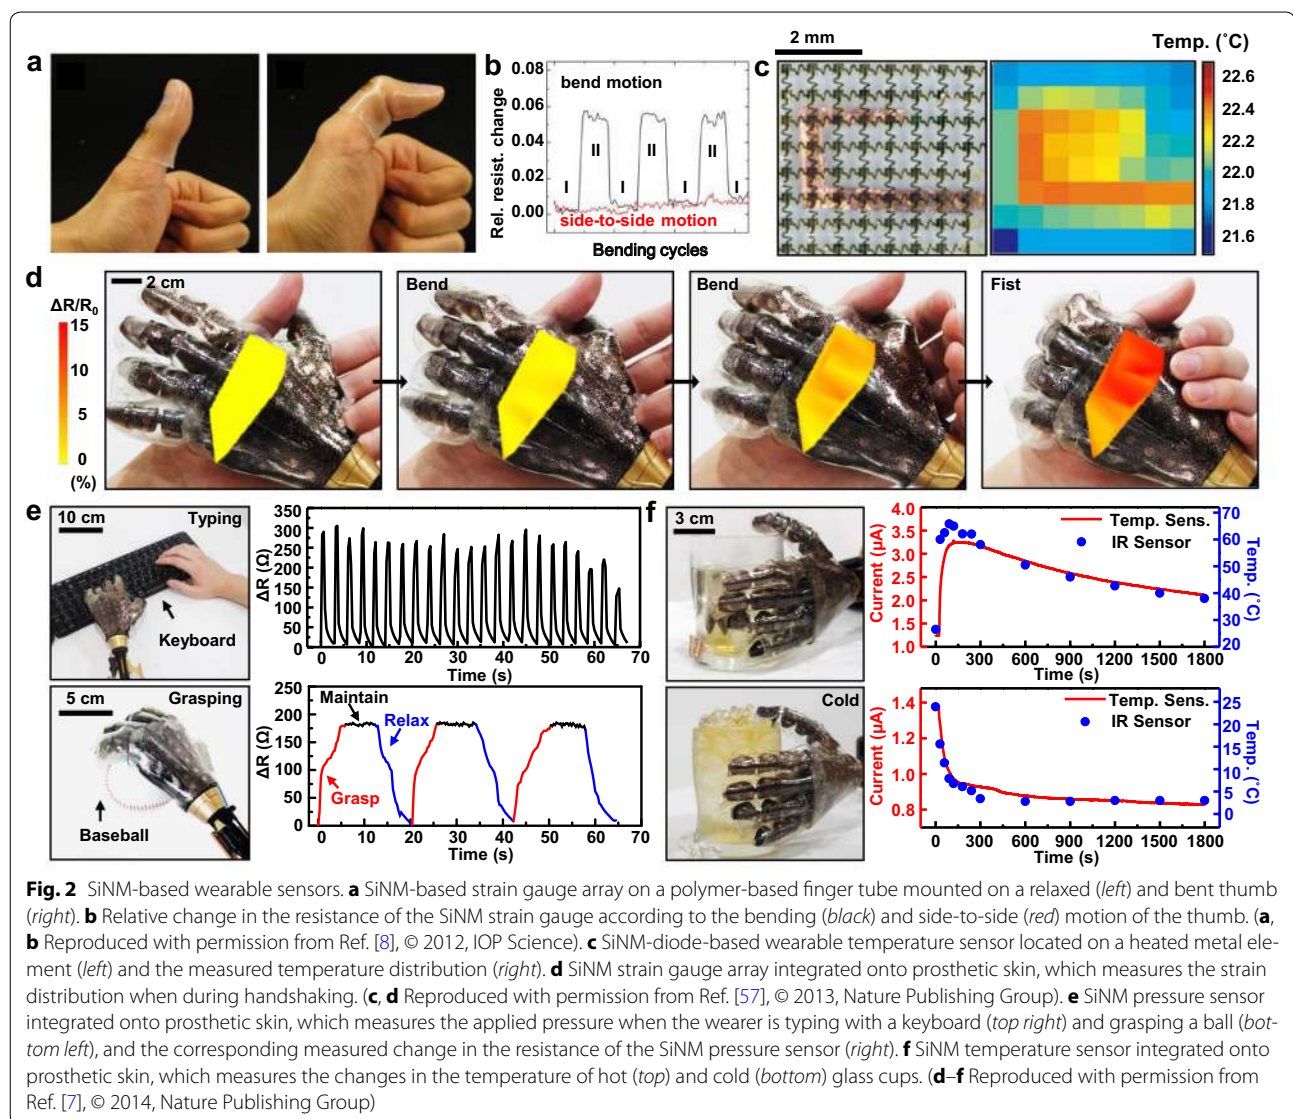 a
b
0.08
0.06
0.04
0.02
0.00
Rel. resist. change
bend motion
II
II
II
I
I
I
I
side-to-side motion
Bending cycles
c
2 mm
Temp. (˚C)
22.6
22.4
22.2
22.0
21.8
21.6
d
ΔR/R0
15
10
5
0
(%)
2 cm
Bend
Bend
Fist
e
10 cm
Typing
Keyboard
350
300
250
200
150
100
50
0
ΔR (Ω)
0 10 20 30 40 50 60 70
Time (s)
5 cm
Grasping
Baseball
250
200
150
100
50
0
ΔR (Ω)
Maintain
Relax
Grasp
0 10 20 30 40 50 60 70
Time (s)
f
3 cm
4.0
3.5
3.0
2.5
2.0
1.5
1.0
Current (µA)
Temp. Sens.
IR Sensor
70
60
50
40
30
20
Temp. (˚C)
0 300 600 900 1200 1500 1800
Time (s)
Cold
1.4
1.2
1.0
0.8
Current (µA)
Temp. Sens.
IR Sensor
25
20
15
10
5
0
Temp. (˚C)
0 300 600 900 1200 1500 1800
Time (s)
Fig. 2 SiNM-based wearable sensors. a SiNM-based strain gauge array on a polymer-based finger tube mounted on a relaxed (left) and bent thumb
(right). b Relative change in the resistance of the SiNM strain gauge according to the bending (black) and side-to-side (red) motion of the thumb. (a,
b Reproduced with permission from Ref. [8], © 2012, IOP Science). c SiNM-diode-based wearable temperature sensor located on a heated metal ele-
ment (left) and the measured temperature distribution (right). d SiNM strain gauge array integrated onto prosthetic skin, which measures the strain
distribution when during handshaking. (c, d Reproduced with permission from Ref. [57], © 2013, Nature Publishing Group). e SiNM pressure sensor
integrated onto prosthetic skin, which measures the applied pressure when the wearer is typing with a keyboard (top right) and grasping a ball (bot-
tom left), and the corresponding measured change in the resistance of the SiNM pressure sensor (right). f SiNM temperature sensor integrated onto
prosthetic skin, which measures the changes in the temperature of hot (top) and cold (bottom) glass cups. (d–f Reproduced with permission from
Ref. [7], © 2014, Nature Publishing Group)